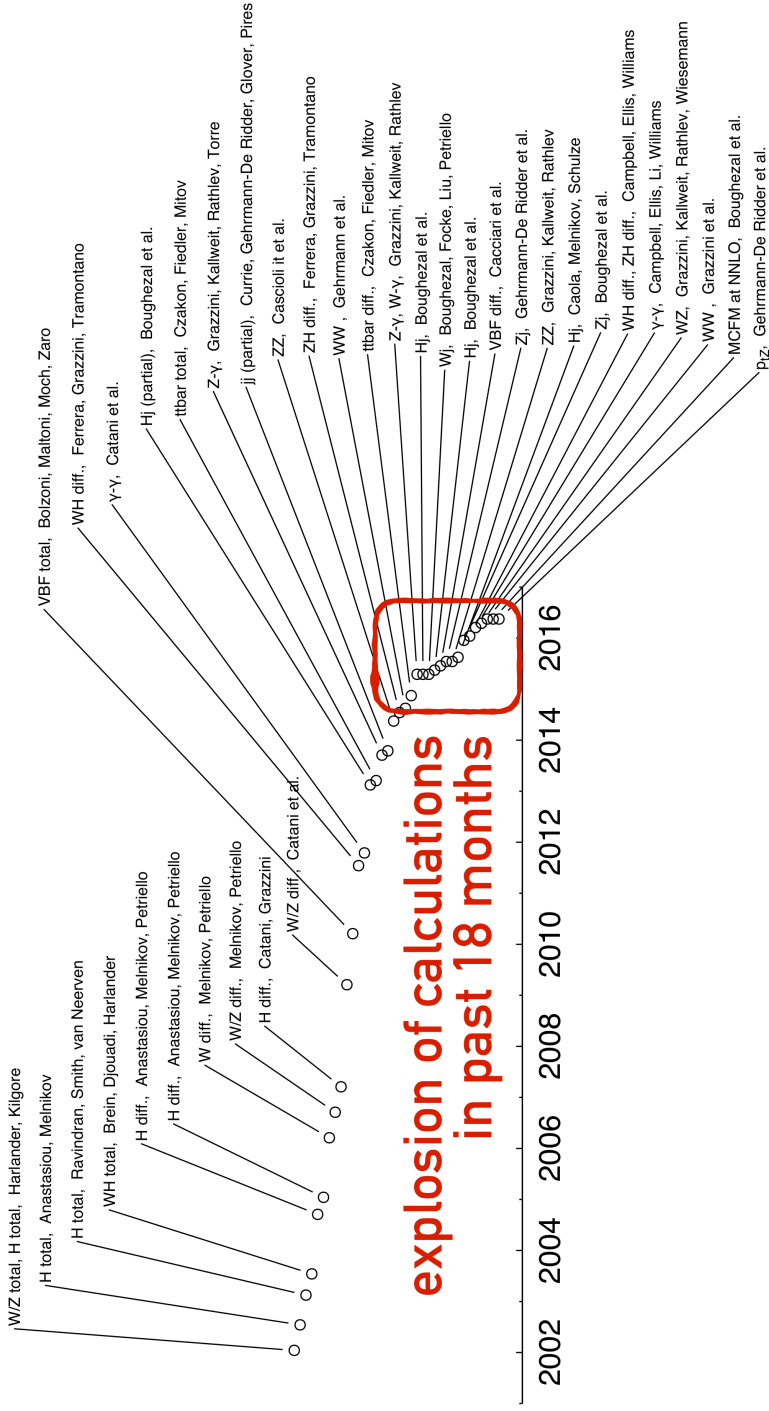 W/Z total, H total, Harlander, Kilgore
H total, Anastasiou, Melnikov
H total, Ravindran, Smith, van Neerven
WH total, Brein, Djouadi, Harlander
H diff., Anastasiou, Melnikov, Petriello
H diff., Anastasiou, Melnikov, Petriello
W diff., Melnikov, Petriello
W/Z diff., Melnikov, Petriello
H diff., Catani, Grazzini
W/Z diff., Catani et al.
VBF total, Bolzoni, Maltoni, Moch, Zaro
WH diff., Ferrera, Grazzini, Tramontano
γ-γ, Catani et al.
Hj (partial), Boughezal et al.
ttbar total, Czakon, Fiedler, Mitov
Z-γ, Grazzini, Kallweit, Rathlev, Torre
jj (partial), Currie, Gehrmann-De Ridder, Glover, Pires
ZZ, Cascioli it et al.
ZH diff., Ferrera, Grazzini, Tramontano
WW , Gehrmann et al.
ttbar diff., Czakon, Fiedler, Mitov
Z-γ, W-γ, Grazzini, Kallweit, Rathlev
Hj, Boughezal et al.
Wj, Boughezal, Focke, Liu, Petriello
Hj, Boughezal et al.
VBF diff., Cacciari et al.
Zj, Gehrmann-De Ridder et al.
ZZ, Grazzini, Kallweit, Rathlev
Hj, Caola, Melnikov, Schulze
Zj, Boughezal et al.
WH diff., ZH diff., Campbell, Ellis, Williams
γ-γ, Campbell, Ellis, Li, Williams
WZ, Grazzini, Kallweit, Rathlev, Wiesemann
WW , Grazzini et al.
MCFM at NNLO, Boughezal et al.
ptZ, Gehrmann-De Ridder et al.
explosion of calculations
in past 18 months
2002 2004 2006 2008 2010 2012 2014 2016